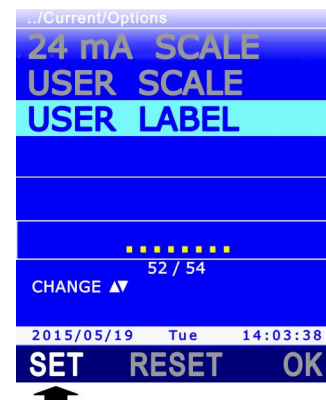 ../Current/Options
24 mA SCALE
USER SCALE
USER LABEL
........
52 / 54
CHANGE ▲▼
2015/05/19 Tue 14:03:38
SET RESET OK